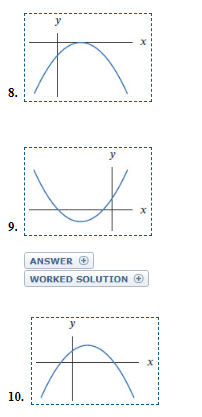 y
x
8.
y
x
9.
ANSWER
WORKED SOLUTION
y
x
10.